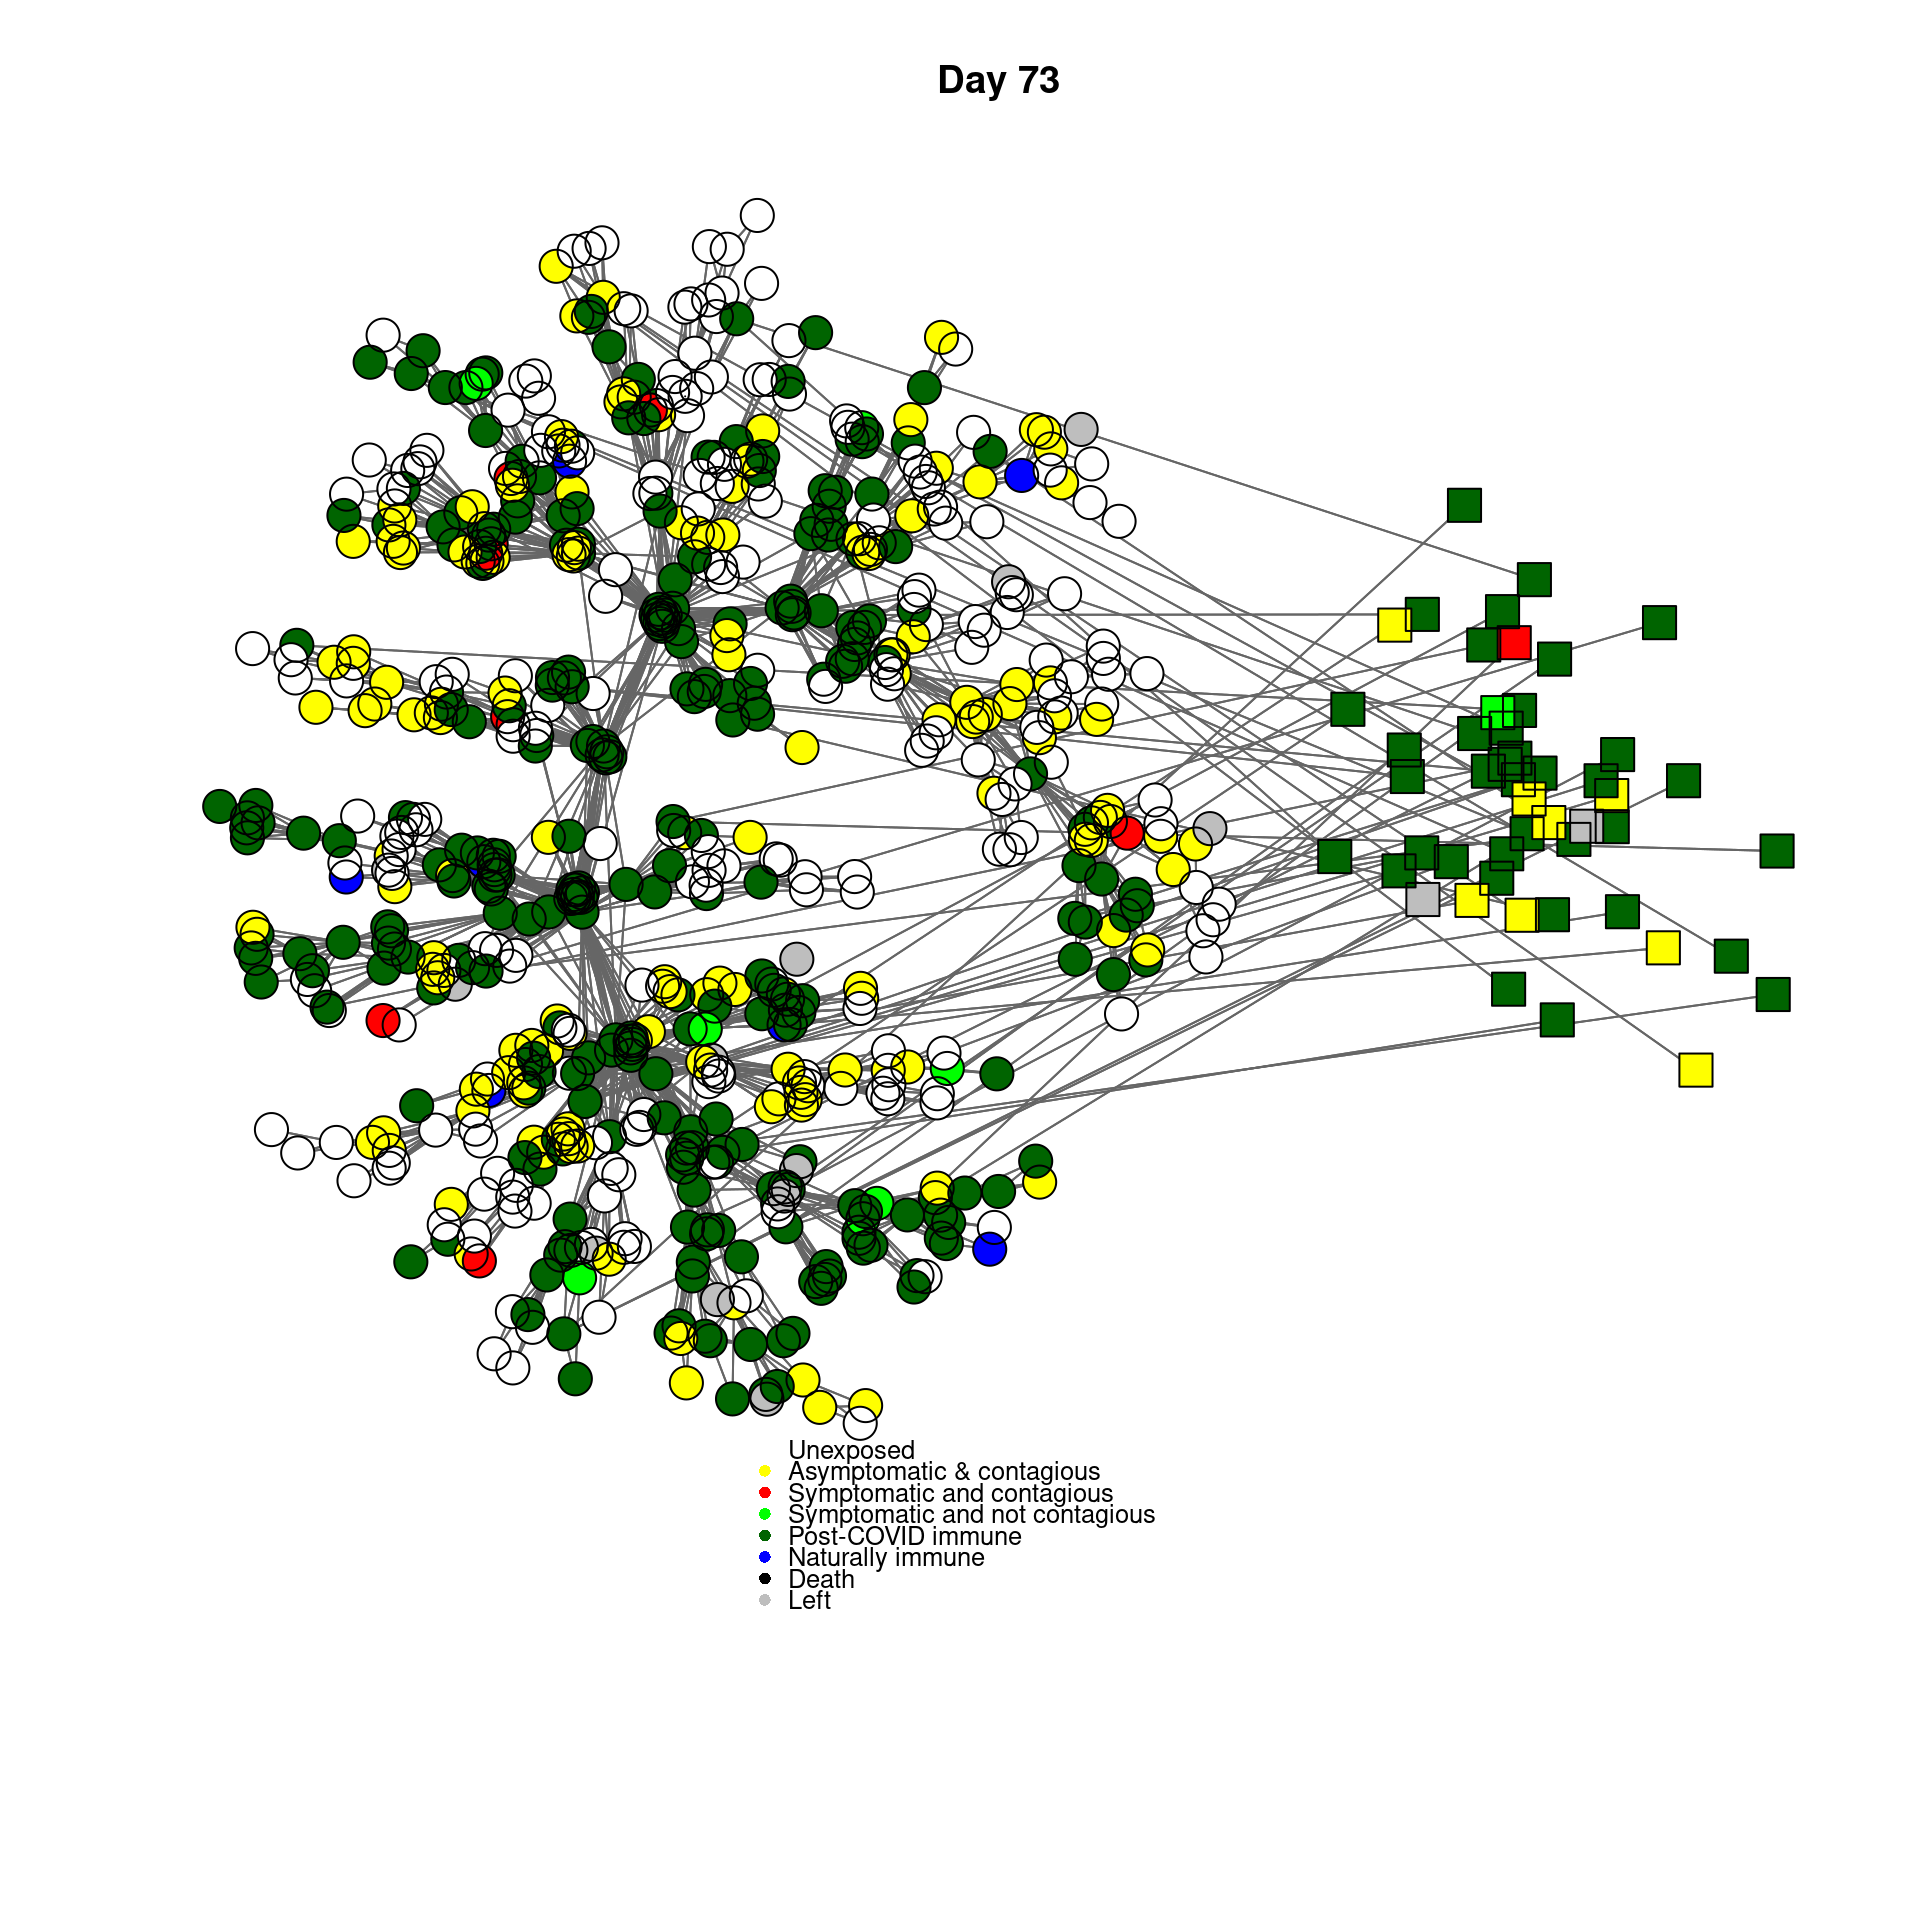 Day 73
Unexposed
Asymptomatic & contagious
Symptomatic and contagious
Symptomatic and not contagious
Post-COVID immune
Naturally immune
Death
Left